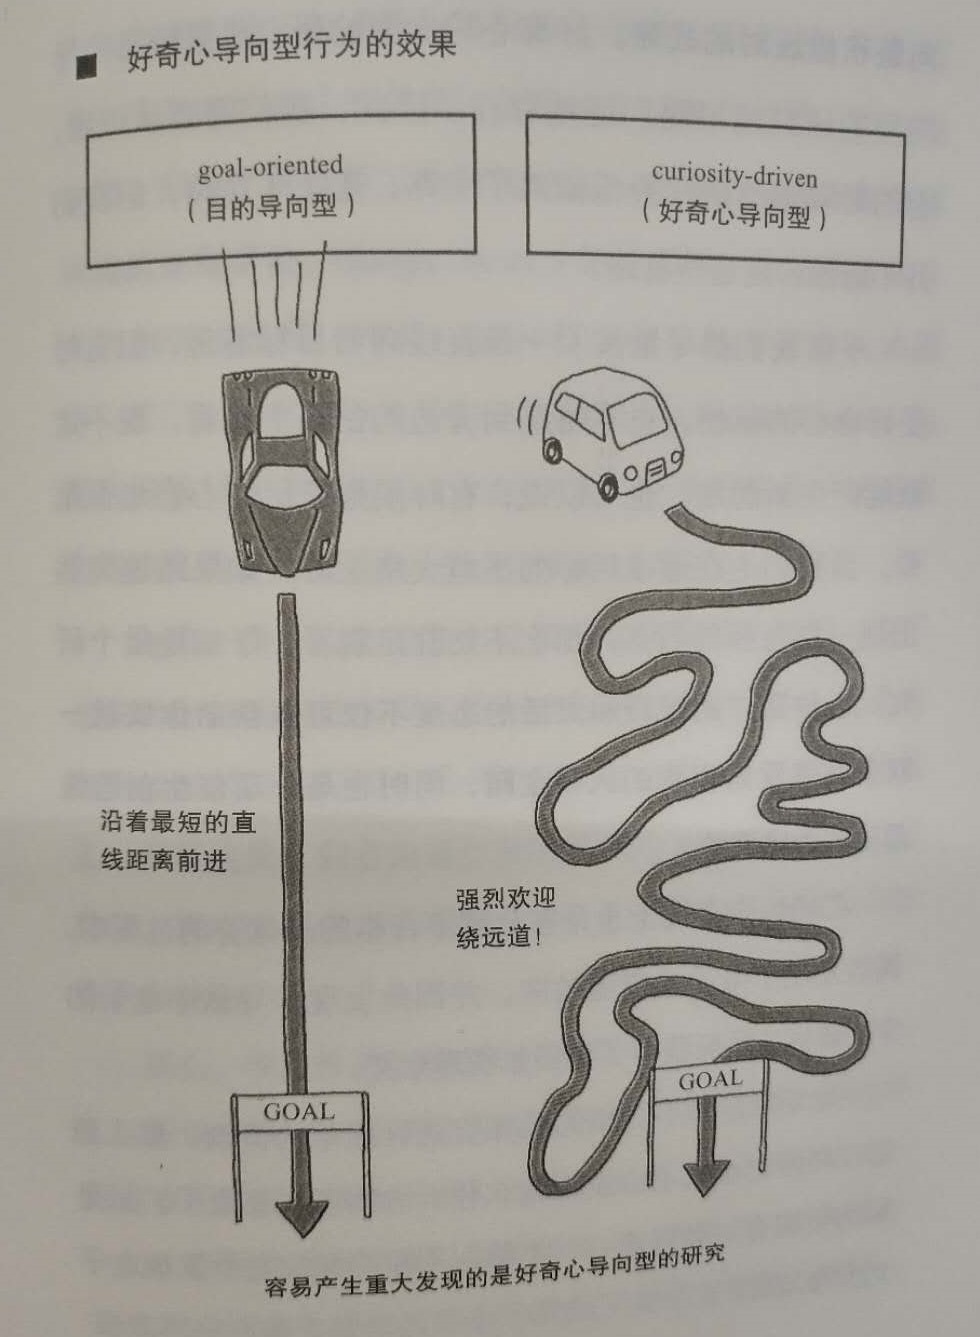 ■ 好奇心导向型行为的效果
goal-oriented
（目的导向型）
curiosity-driven
（好奇心导向型）
沿着最短的直
线距离前进
强烈欢迎
绕远道！
GOAL
GOAL
容易产生重大发现的是好奇心导向型的研究